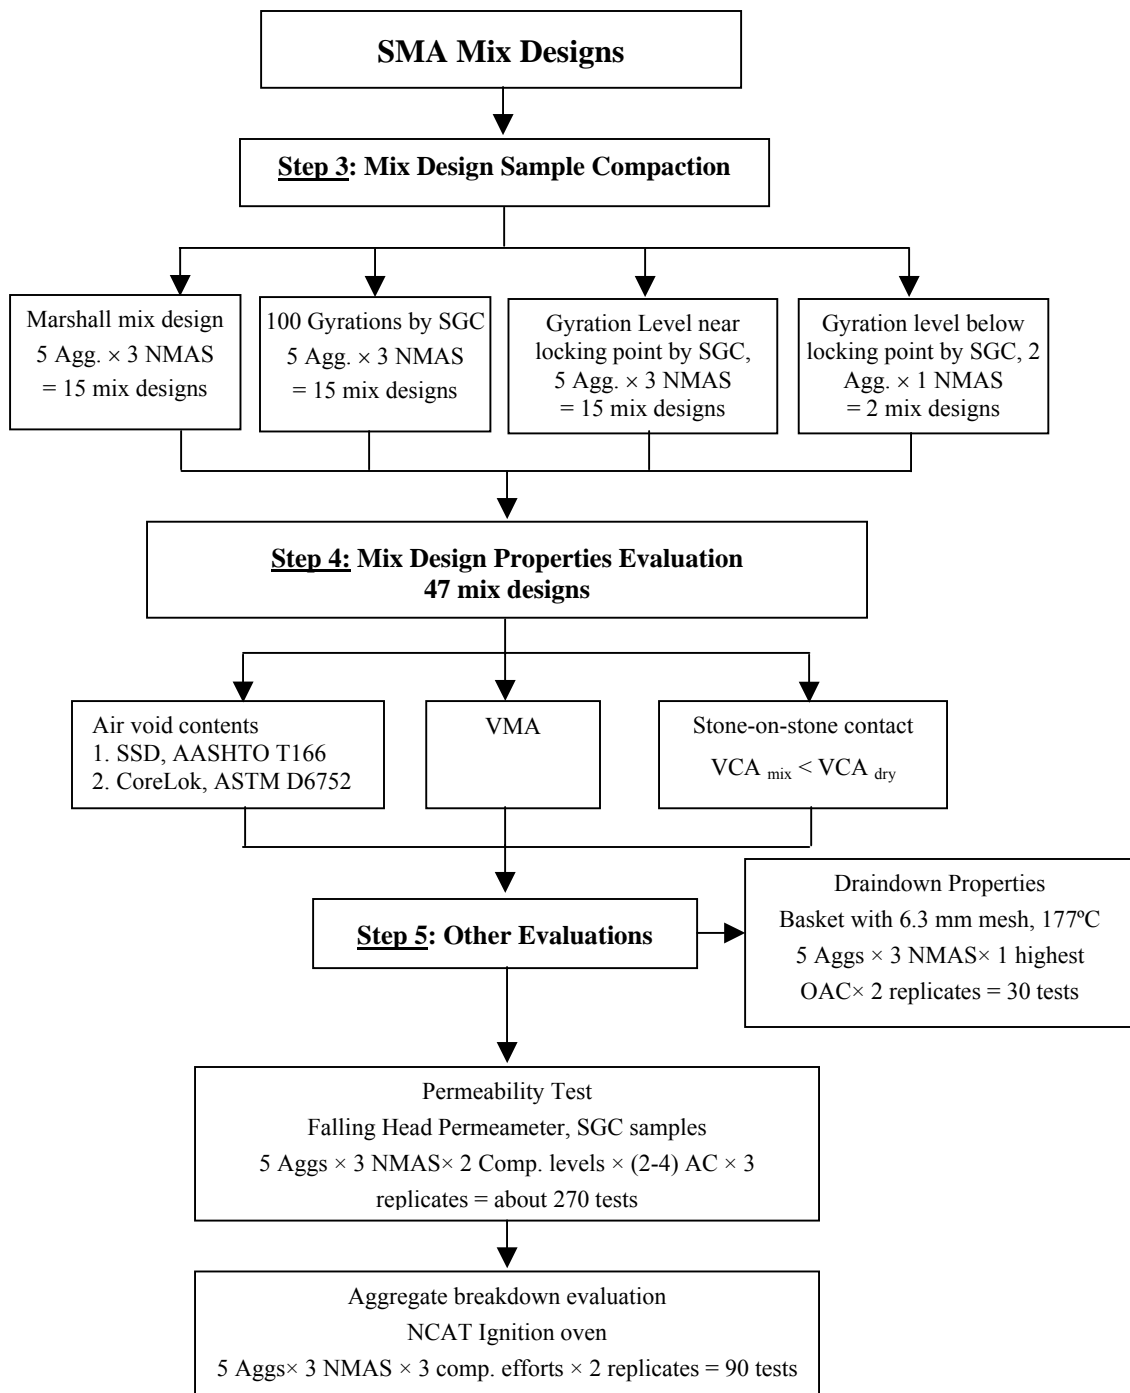 SMA Mix Designs
Step 3: Mix Design Sample Compaction
Marshall mix design
5 Agg. × 3 NMAS
= 15 mix designs
100 Gyrations by SGC
5 Agg. × 3 NMAS
= 15 mix designs
Gyration Level near
locking point by SGC,
5 Agg. × 3 NMAS
= 15 mix designs
Gyration level below
locking point by SGC, 2
Agg. × 1 NMAS
= 2 mix designs
Step 4: Mix Design Properties Evaluation
47 mix designs
Air void contents
1. SSD, AASHTO T166
2. CoreLok, ASTM D6752
VMA
Stone-on-stone contact
VCA mix < VCA dry
Step 5: Other Evaluations
Draindown Properties
Basket with 6.3 mm mesh, 177ºC
5 Aggs × 3 NMAS× 1 highest
OAC× 2 replicates = 30 tests
Permeability Test
Falling Head Permeameter, SGC samples
5 Aggs × 3 NMAS× 2 Comp. levels × (2-4) AC × 3
replicates = about 270 tests
Aggregate breakdown evaluation
NCAT Ignition oven
5 Aggs× 3 NMAS × 3 comp. efforts × 2 replicates = 90 tests